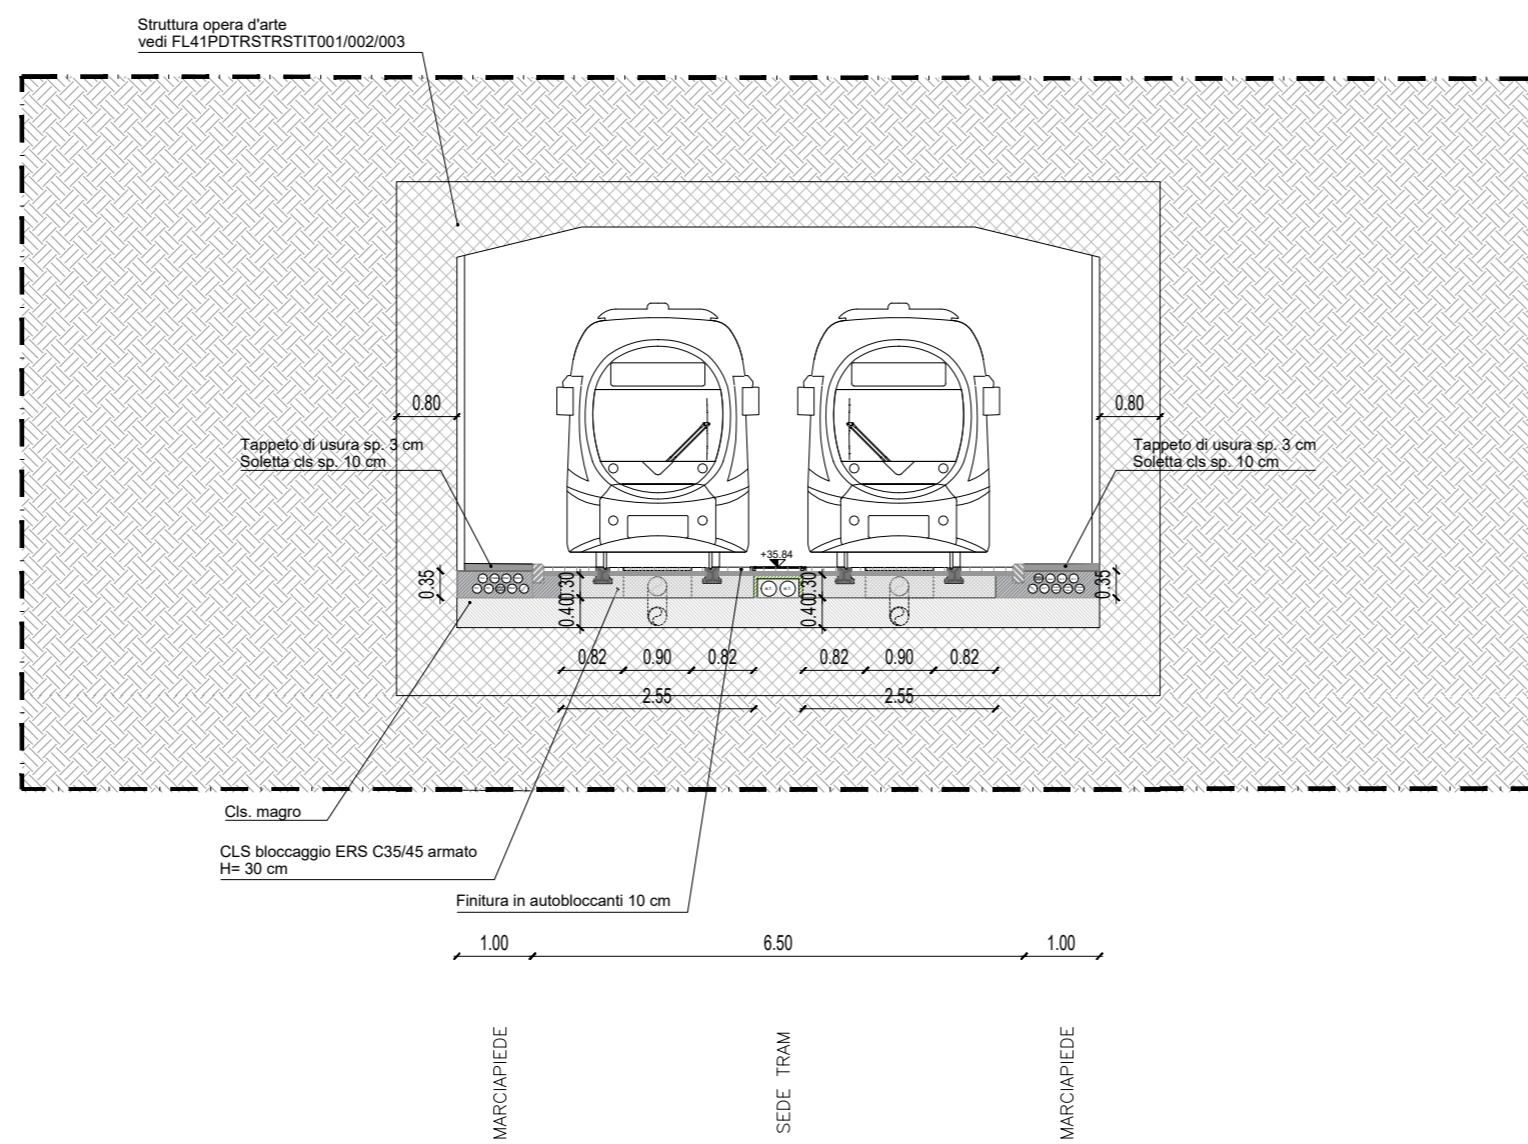 Struttura opera d'arte
vedi FL41PDTRSTRSTIT001/002/003
0.80
0.80
Tappeto di usura sp. 3 cm
Soletta cls sp. 10 cm
Tappeto di usura sp. 3 cm
Soletta cls sp. 10 cm
+35.84
0.35
0.30
0.30
0.35
0.40
0.40
0.82
0.90
0.82
0.82
0.90
0.82
2.55
2.55
Cls. magro
CLS bloccaggio ERS C35/45 armato
H= 30 cm
Finitura in autobloccanti 10 cm
1.00
6.50
1.00
MARCIAPIEDE
SEDE TRAM
MARCIAPIEDE